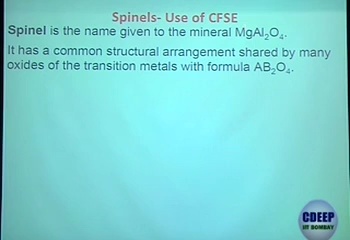 Spinels- Use of CFSE
Spinel is the name given to the mineral MgAl₂O₄.
It has a common structural arrangement shared by many
oxides of the transition metals with formula AB₂O₄.
CDEEP
IIT BOMBAY